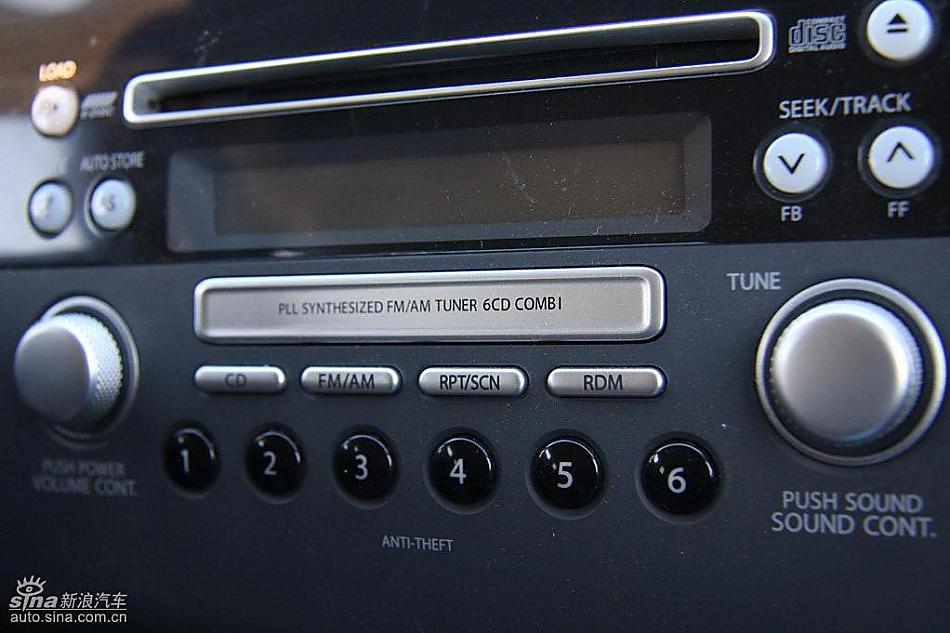 LOAD
COMPACT
disc
DIGITAL AUDIO
SEEK/TRACK
AUTO STORE
FB
FF
TUNE
PLL SYNTHESIZED FM/AM TUNER 6CD COMBI
CD
FM/AM
RPT/SCN
RDM
1
2
3
4
5
6
PUSH POWER
VOLUME CONT.
PUSH SOUND
SOUND CONT.
ANTI-THEFT
sina新浪汽车
auto.sina.com.cn